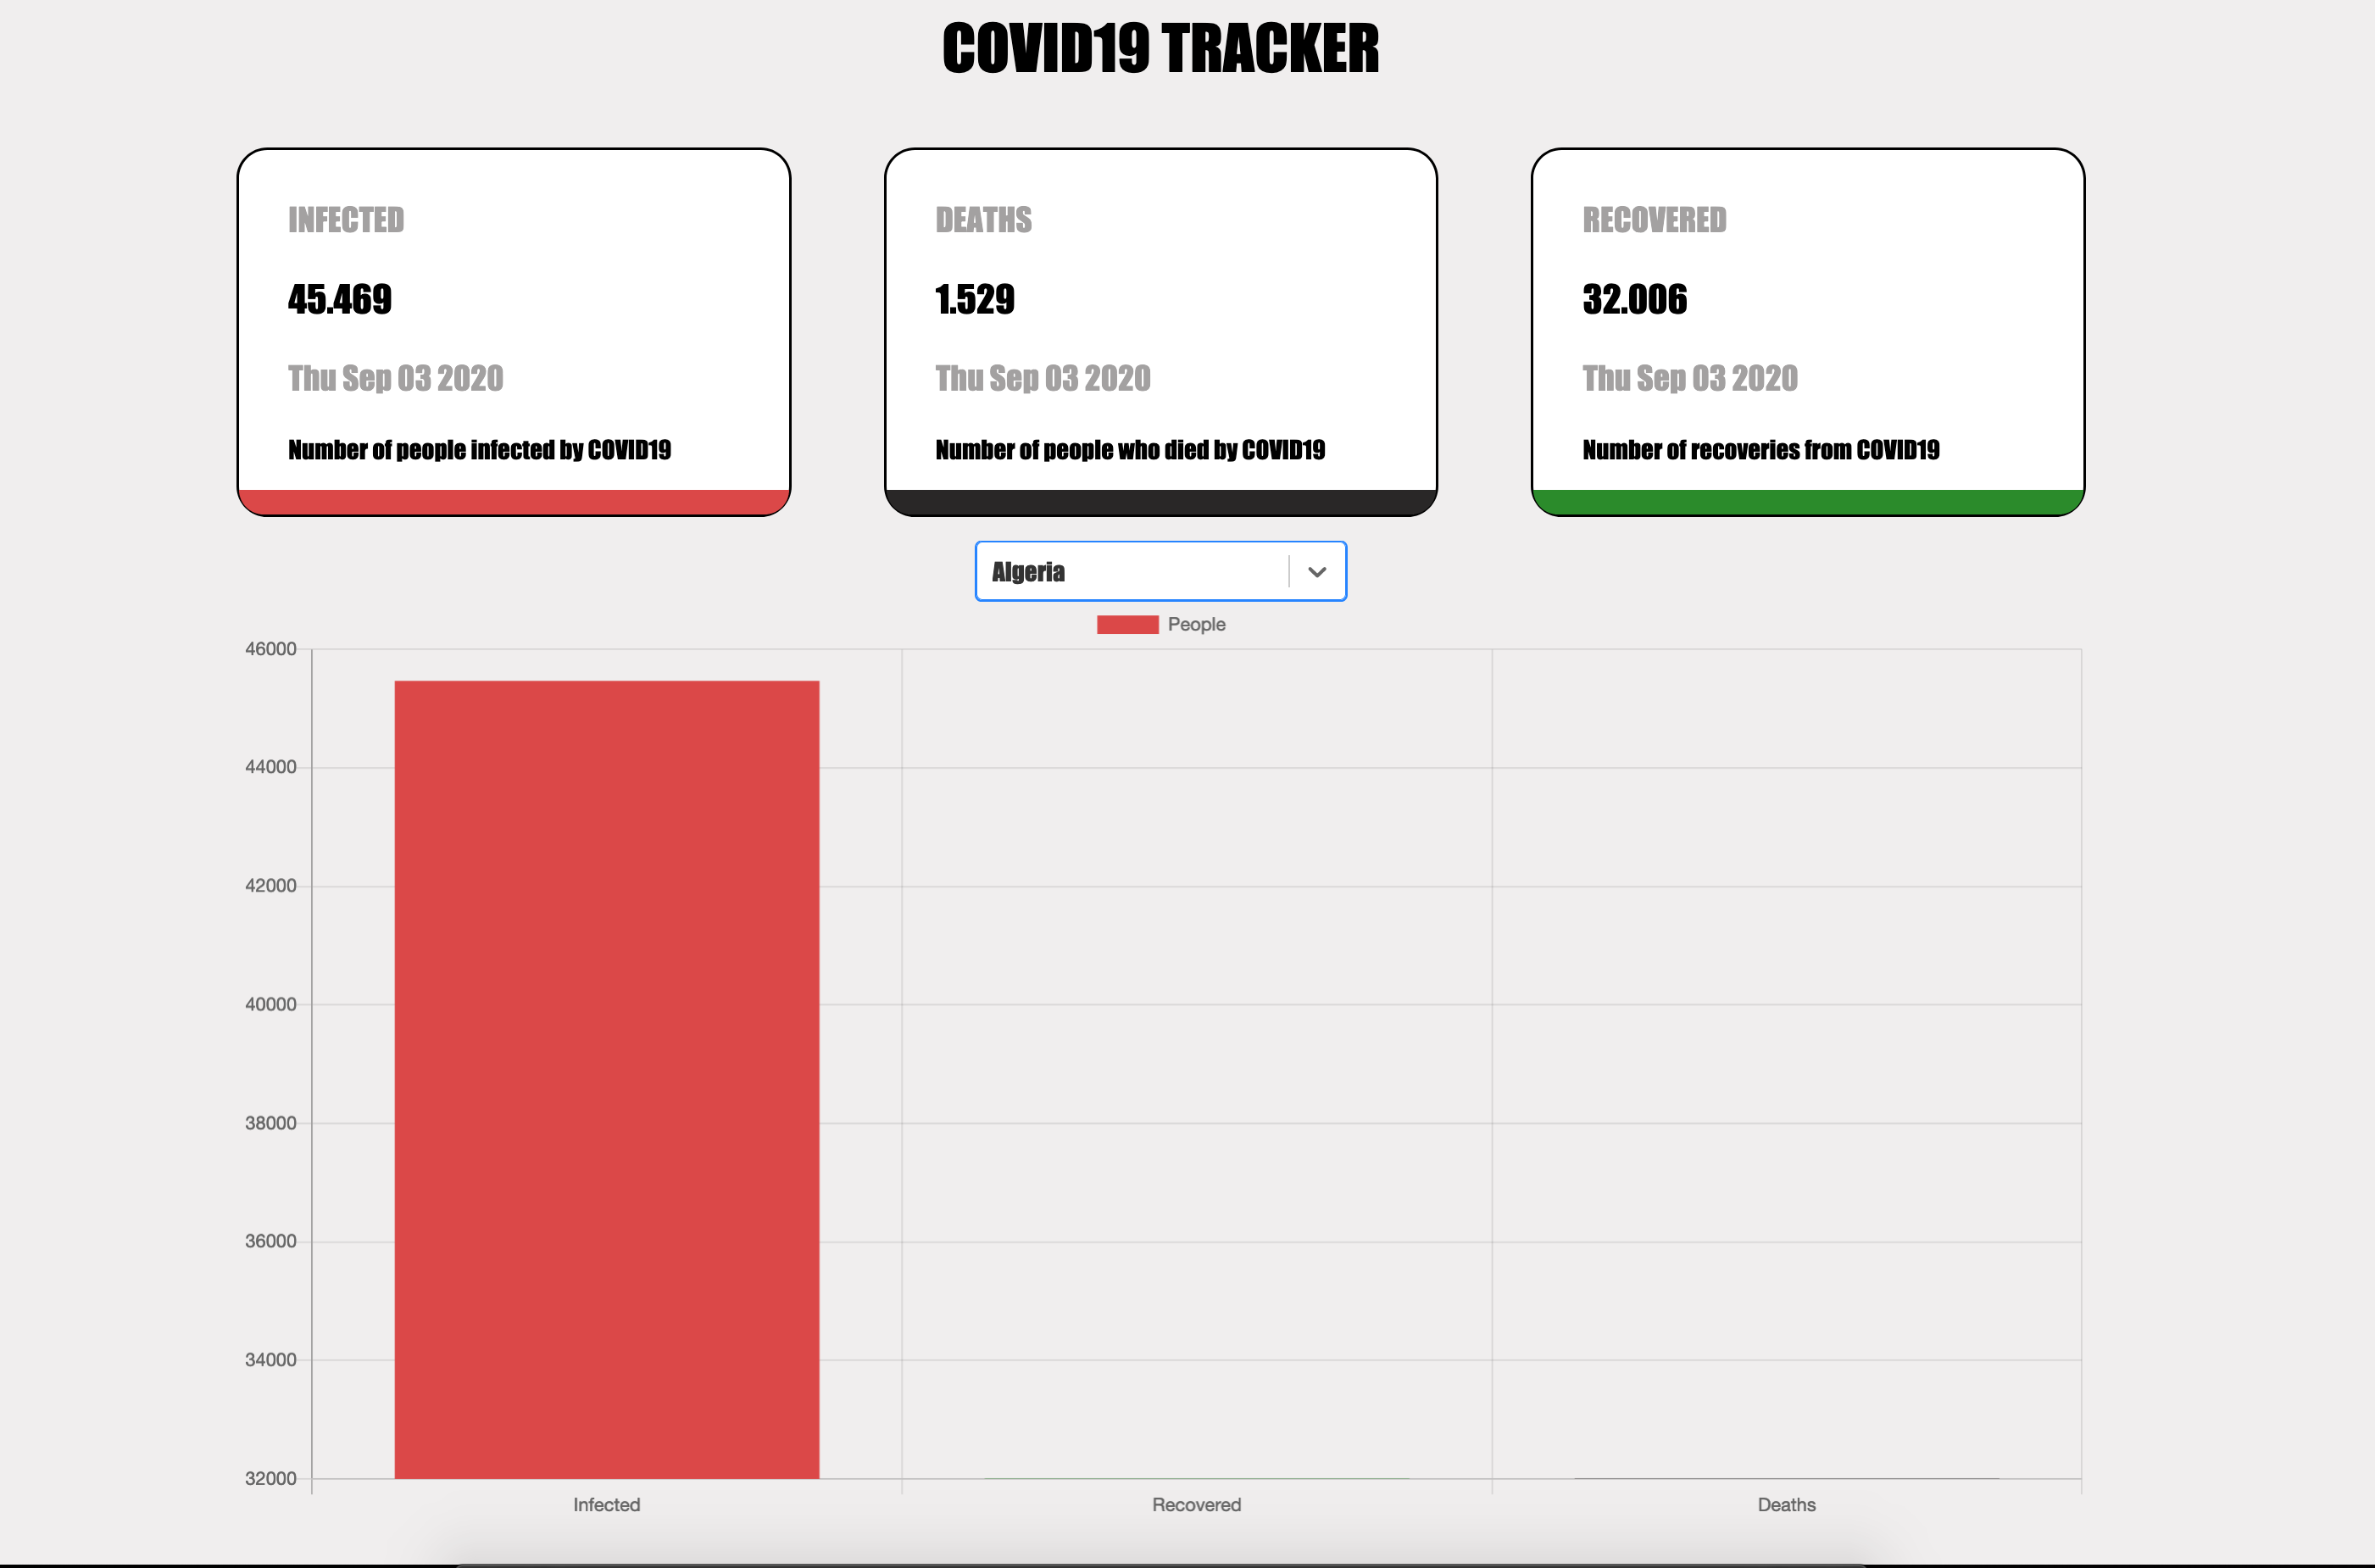 COVID19 TRACKER
INFECTED
45.469
Thu Sep 03 2020
Number of people infected by COVID19
DEATHS
1.529
Thu Sep 03 2020
Number of people who died by COVID19
RECOVERED
32.006
Thu Sep 03 2020
Number of recoveries from COVID19
Algeria
People
46000
44000
42000
40000
38000
36000
34000
32000
Infected
Recovered
Deaths